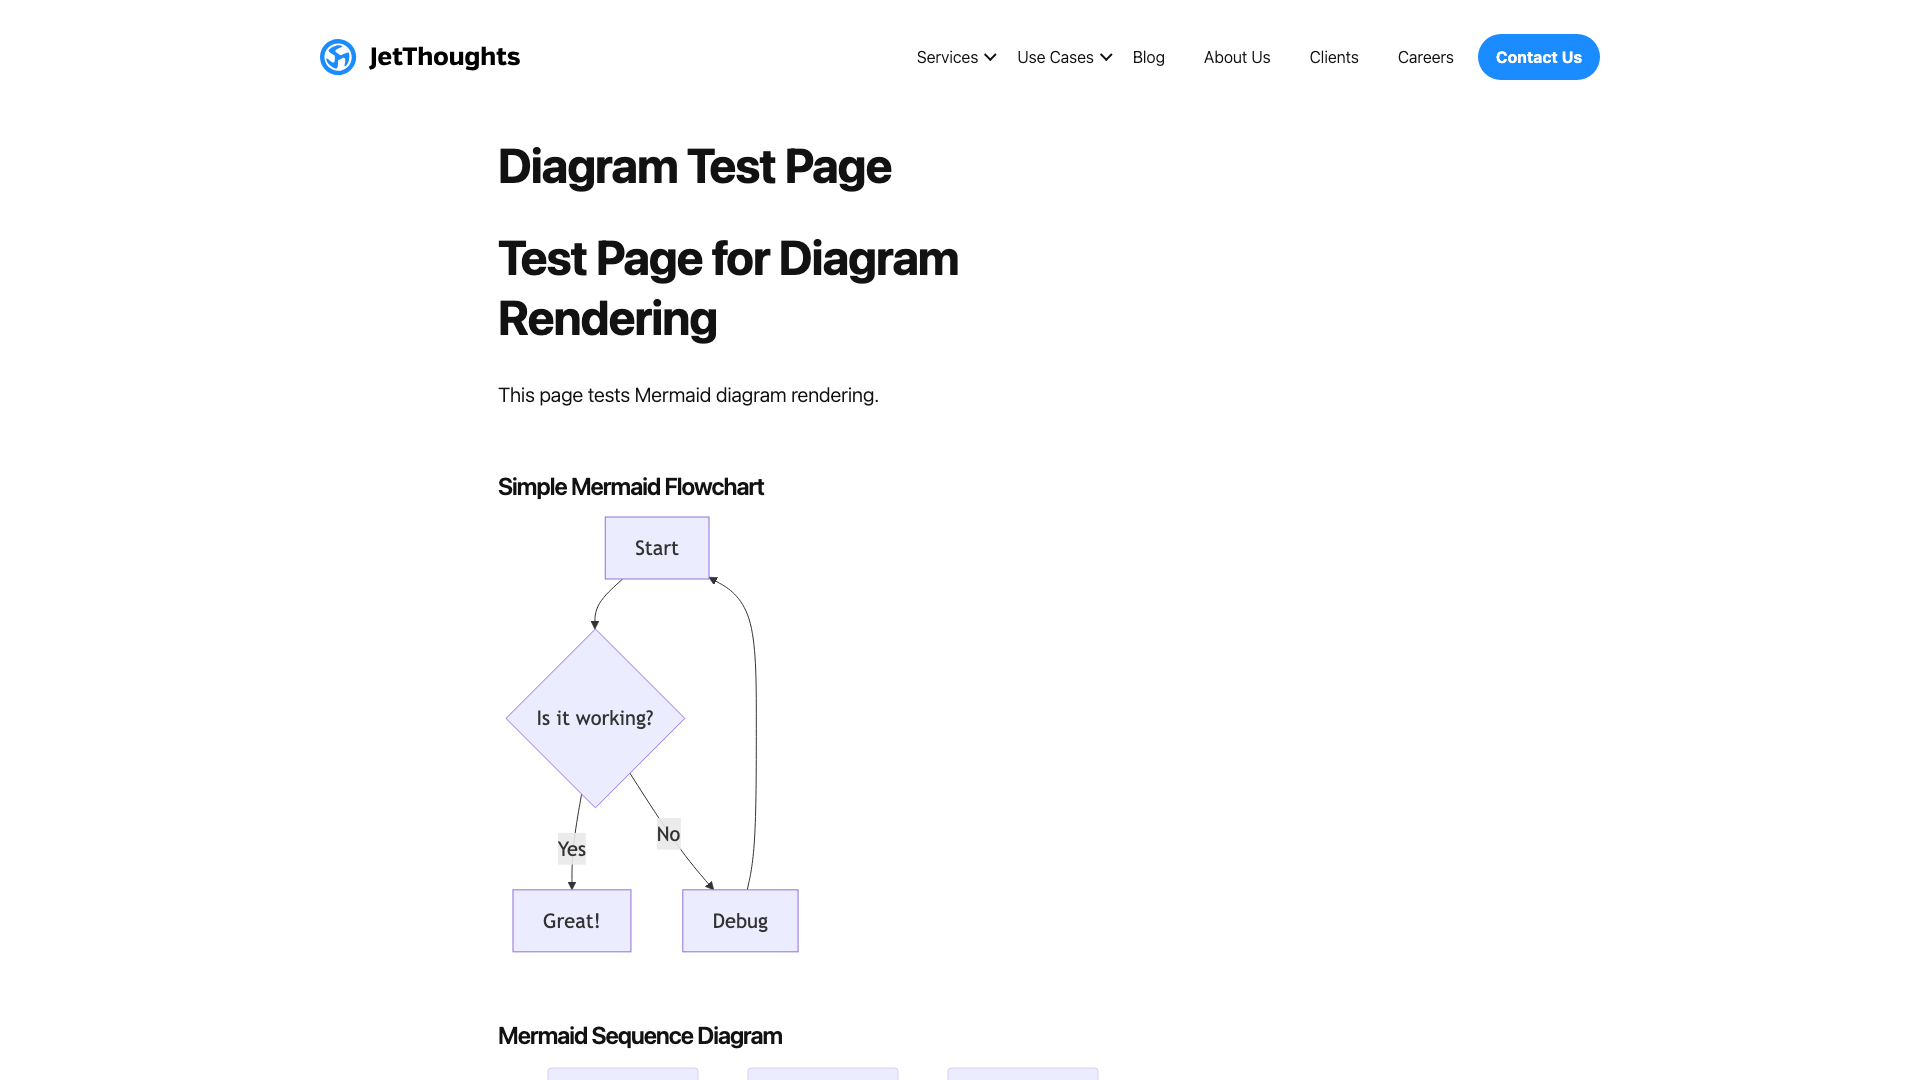 JetThoughts
Services
Use Cases
Blog
About Us
Clients
Careers
Contact Us
Diagram Test Page
Test Page for Diagram
Rendering
This page tests Mermaid diagram rendering.
Simple Mermaid Flowchart
Start
Is it working?
No
Yes
Great!
Debug
Mermaid Sequence Diagram